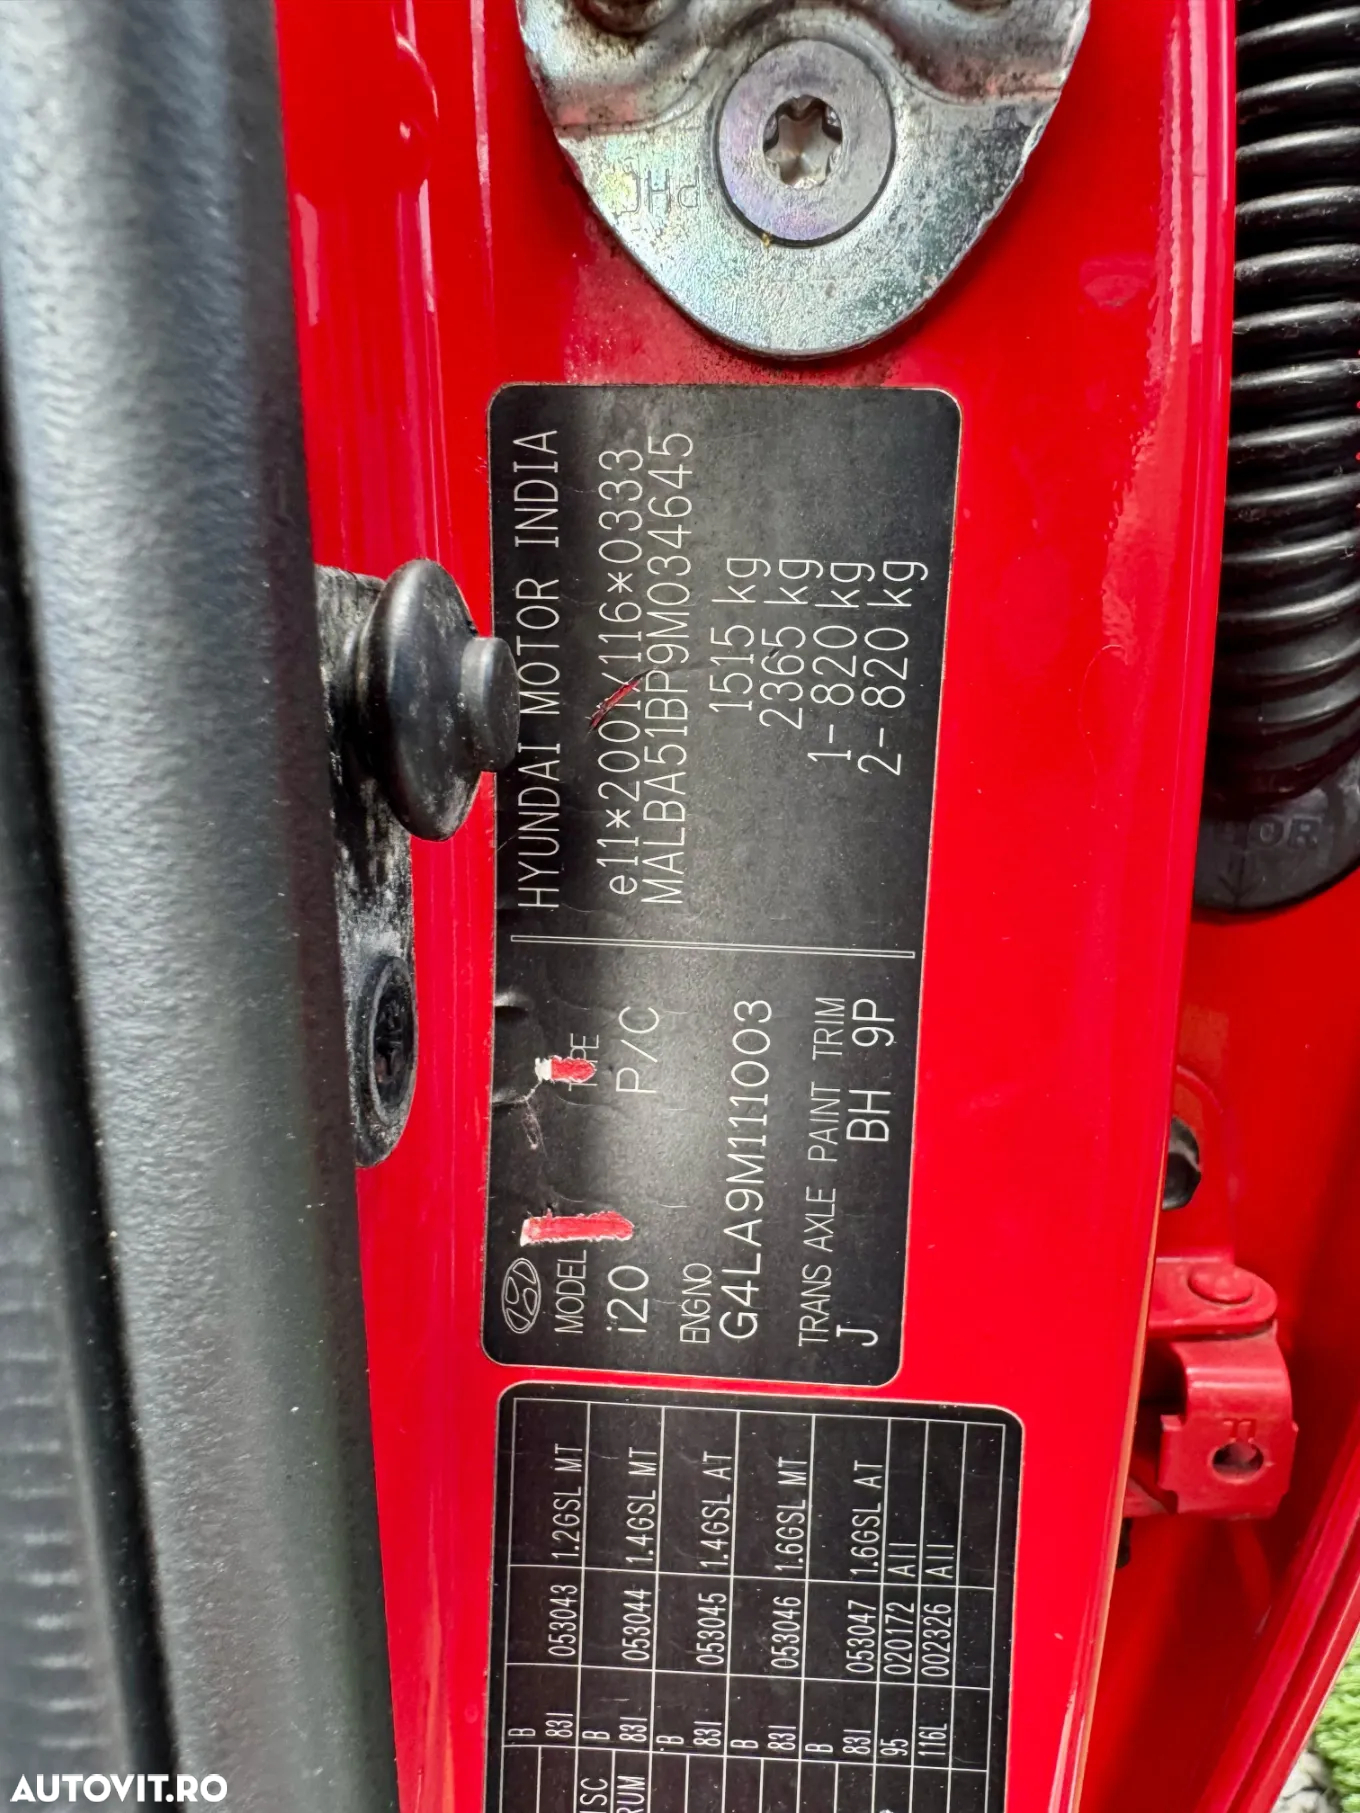 HYUNDAI MOTOR INDIA
e11*2007/116*0333
MALBA51BP9M034645
1515 kg
2365 kg
1- 820 kg
2- 820 kg
MODEL
i20 P/C
ENGNO
G4LA9M111003
TRANS AXLE PAINT TRIM
J BH 9P
B 831 053043 1.2GSL MT
B 831 053044 1.4GSL MT
B 831 053045 1.4GSL AT
B 831 053046 1.6GSL MT
B 831 053047 1.6GSL AT
95 020172 All
116L 002326 All
AUTOVIT.RO